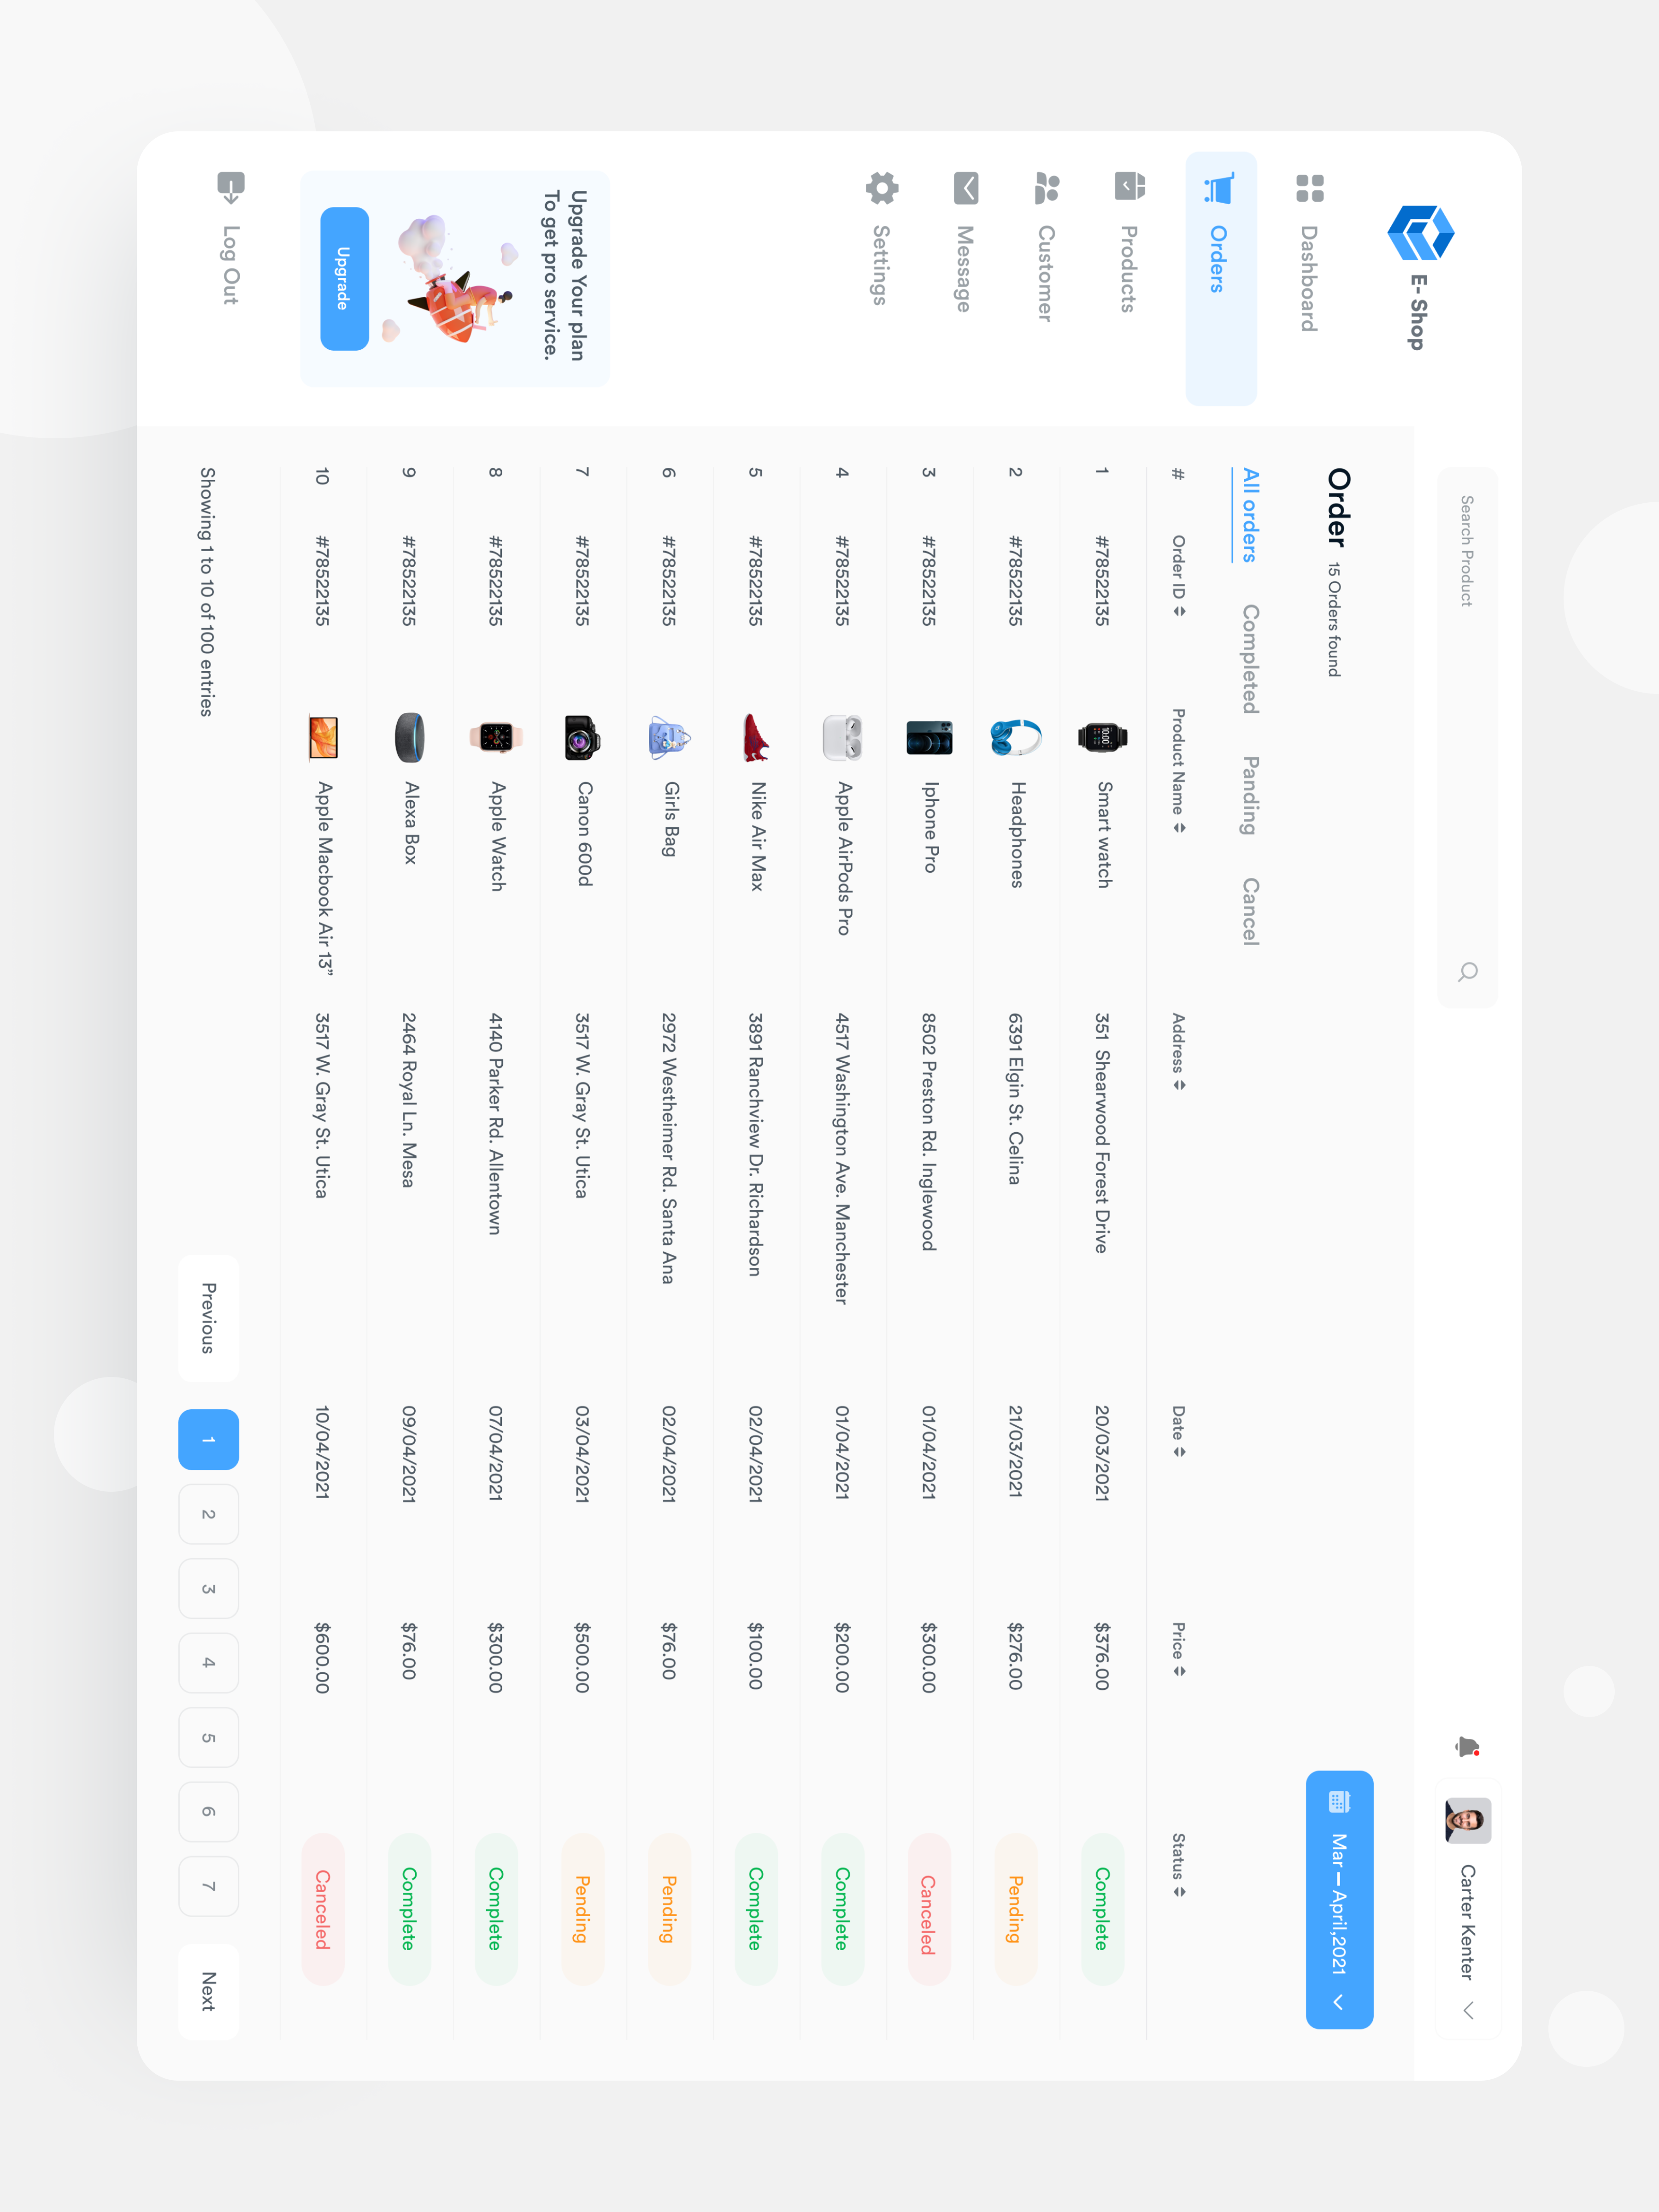 E-Shop
Search Product
Carter Kenter
Dashboard
Orders
Products
Customer
Message
Settings
Upgrade Your plan
To get pro service.
Upgrade
Log Out
Order 15 Orders found
Mar — April,2021
All orders Completed Panding Cancel
# Order ID Product Name Address Date Price Status
1 #78522135 Smart watch 351 Shearwood Forest Drive 20/03/2021 $376.00 Complete
2 #78522135 Headphones 6391 Elgin St. Celina 21/03/2021 $276.00 Pending
3 #78522135 Iphone Pro 8502 Preston Rd. Inglewood 01/04/2021 $300.00 Canceled
4 #78522135 Apple AirPods Pro 4517 Washington Ave. Manchester 01/04/2021 $200.00 Complete
5 #78522135 Nike Air Max 3891 Ranchview Dr. Richardson 02/04/2021 $100.00 Complete
6 #78522135 Girls Bag 2972 Westheimer Rd. Santa Ana 02/04/2021 $76.00 Pending
7 #78522135 Canon 600d 3517 W. Gray St. Utica 03/04/2021 $500.00 Pending
8 #78522135 Apple Watch 4140 Parker Rd. Allentown 07/04/2021 $300.00 Complete
9 #78522135 Alexa Box 2464 Royal Ln. Mesa 09/04/2021 $76.00 Complete
10 #78522135 Apple Macbook Air 13” 3517 W. Gray St. Utica 10/04/2021 $600.00 Canceled
Showing 1 to 10 of 100 entries
Previous 1 2 3 4 5 6 7 Next